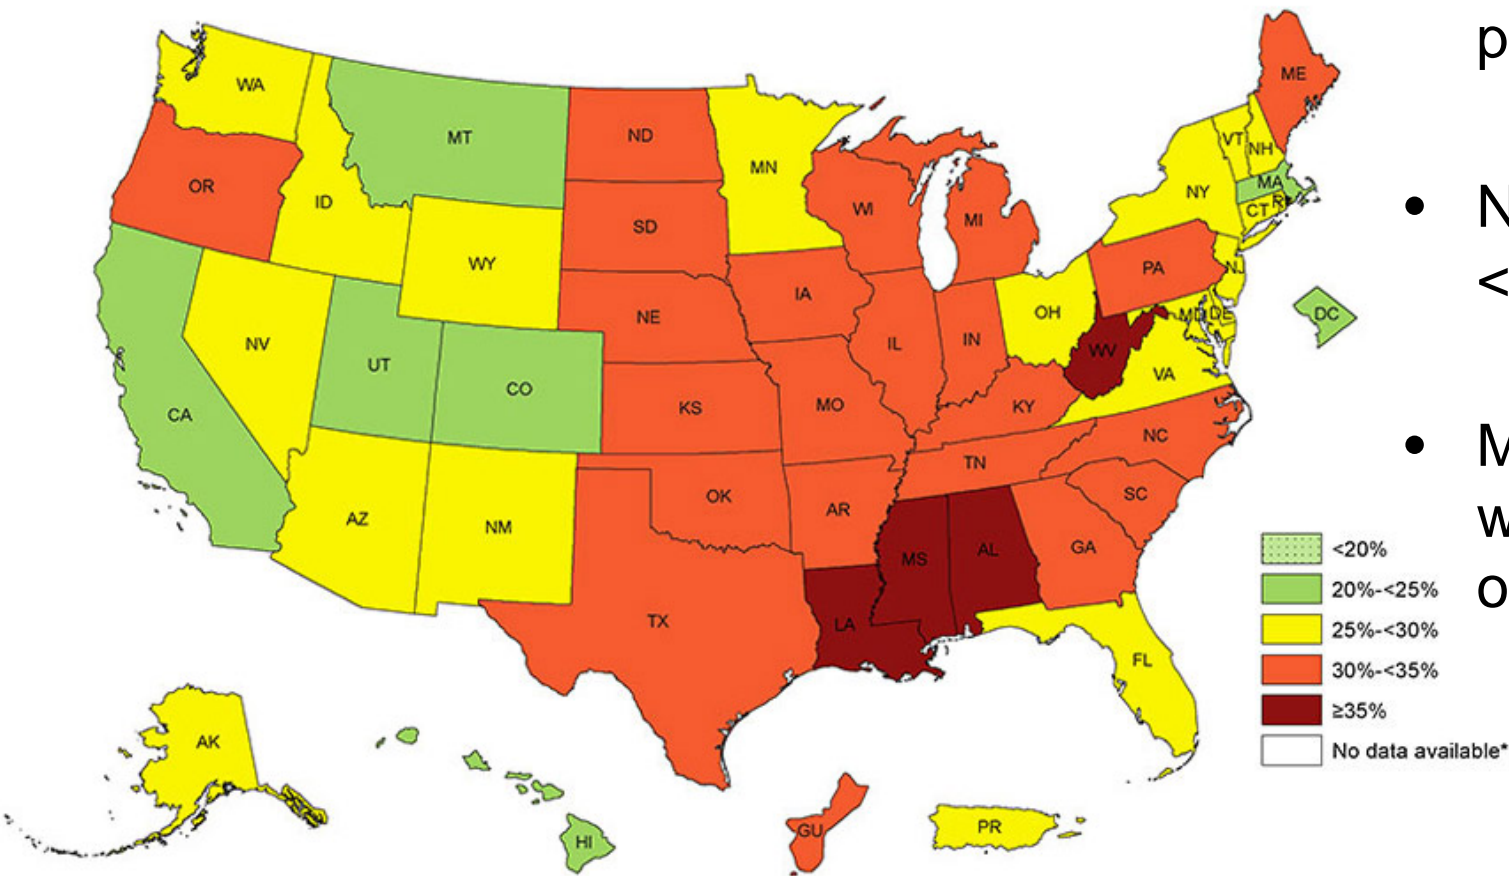 WA
MT
ND
MN
ME
VT
NH
OR
ID
SD
WI
MI
NY
MA
CT
RI
WY
IA
NE
PA
NJ
OH
MD
DE
DC
NV
UT
CO
IL
IN
WV
VA
CA
KS
MO
KY
NC
TN
SC
AZ
NM
OK
AR
MS
AL
GA
TX
LA
FL
AK
HI
GU
PR
<20%
20%-<25%
25%-<30%
30%-<35%
≥35%
No data available*
p
• N
<
• M
w
o